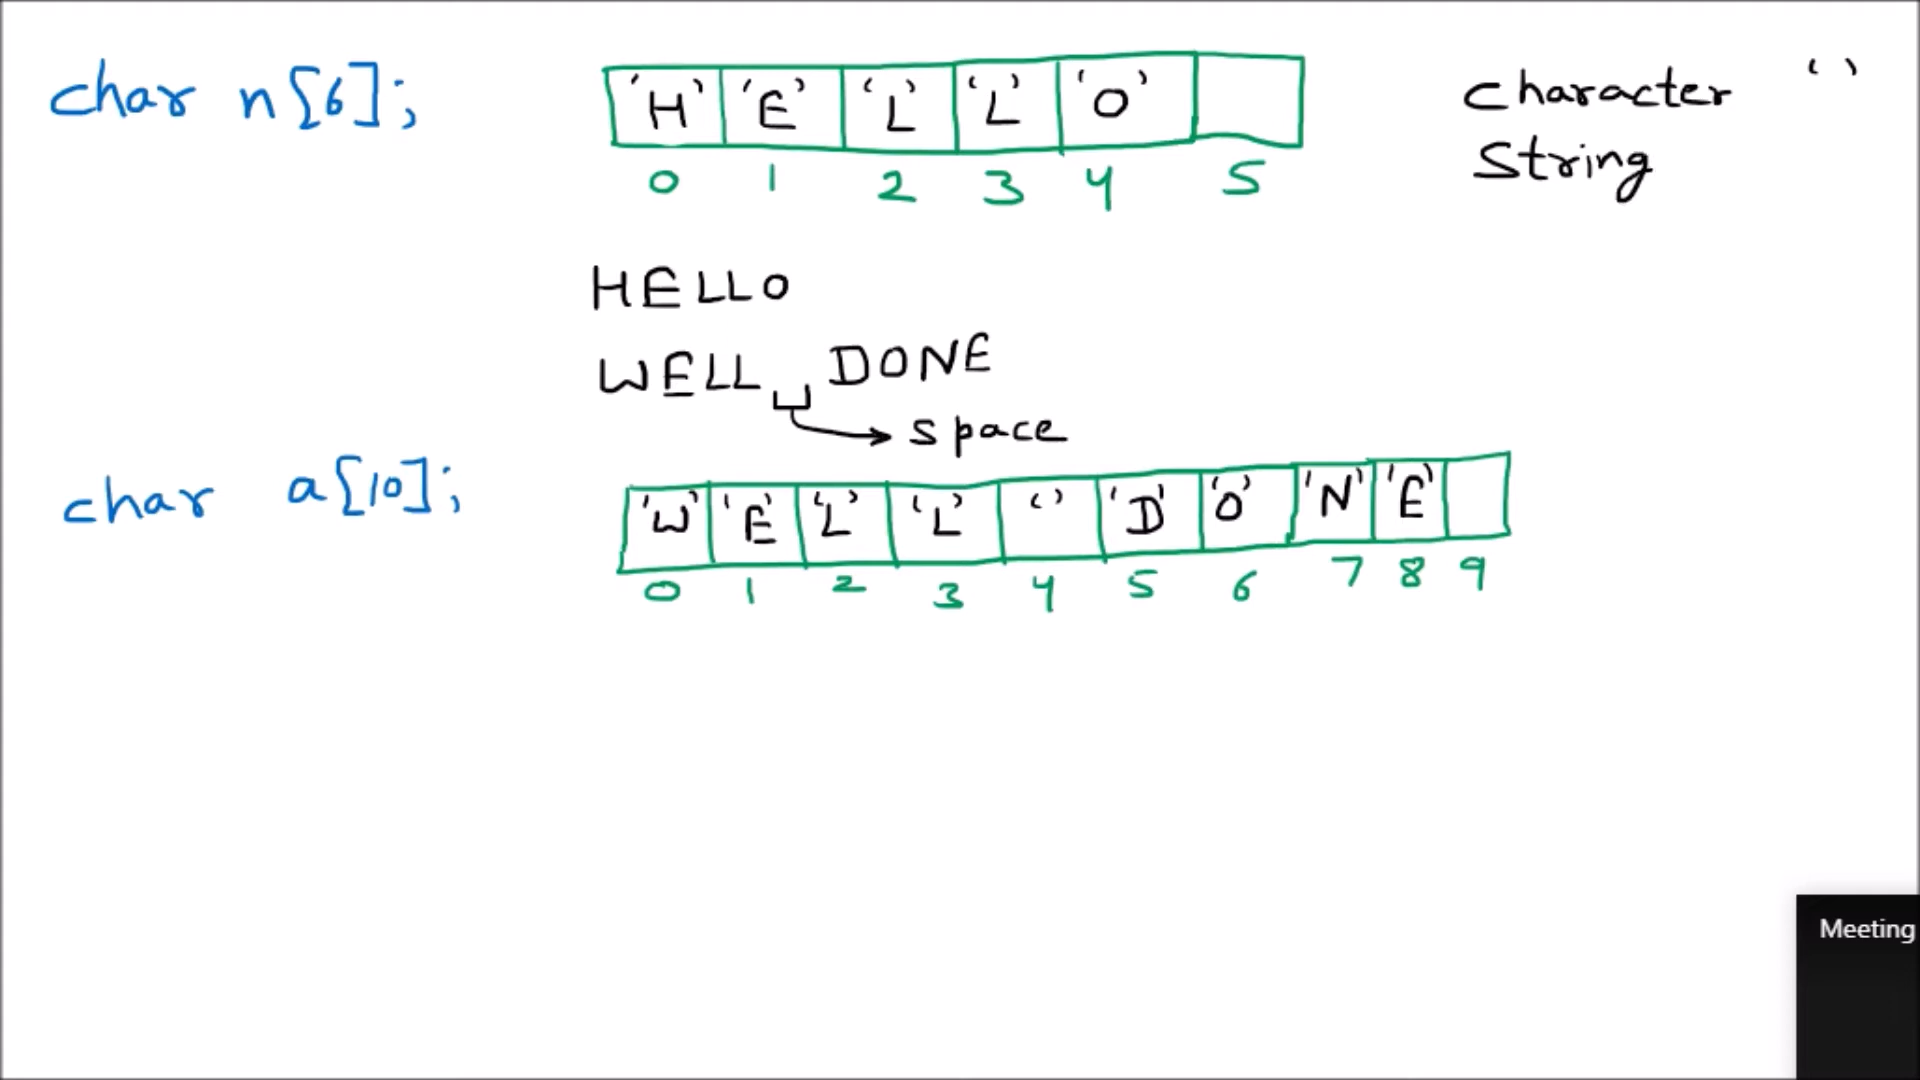 char n[6]; 'H' 'E' 'L' 'L' 'O' character ' '
0 1 2 3 4 5 String
HELLO
WELL DONE
space
char a[10]; 'W' 'E' 'L' 'L' ' ' 'D' 'O' 'N' 'E'
0 1 2 3 4 5 6 7 8 9
Meeting